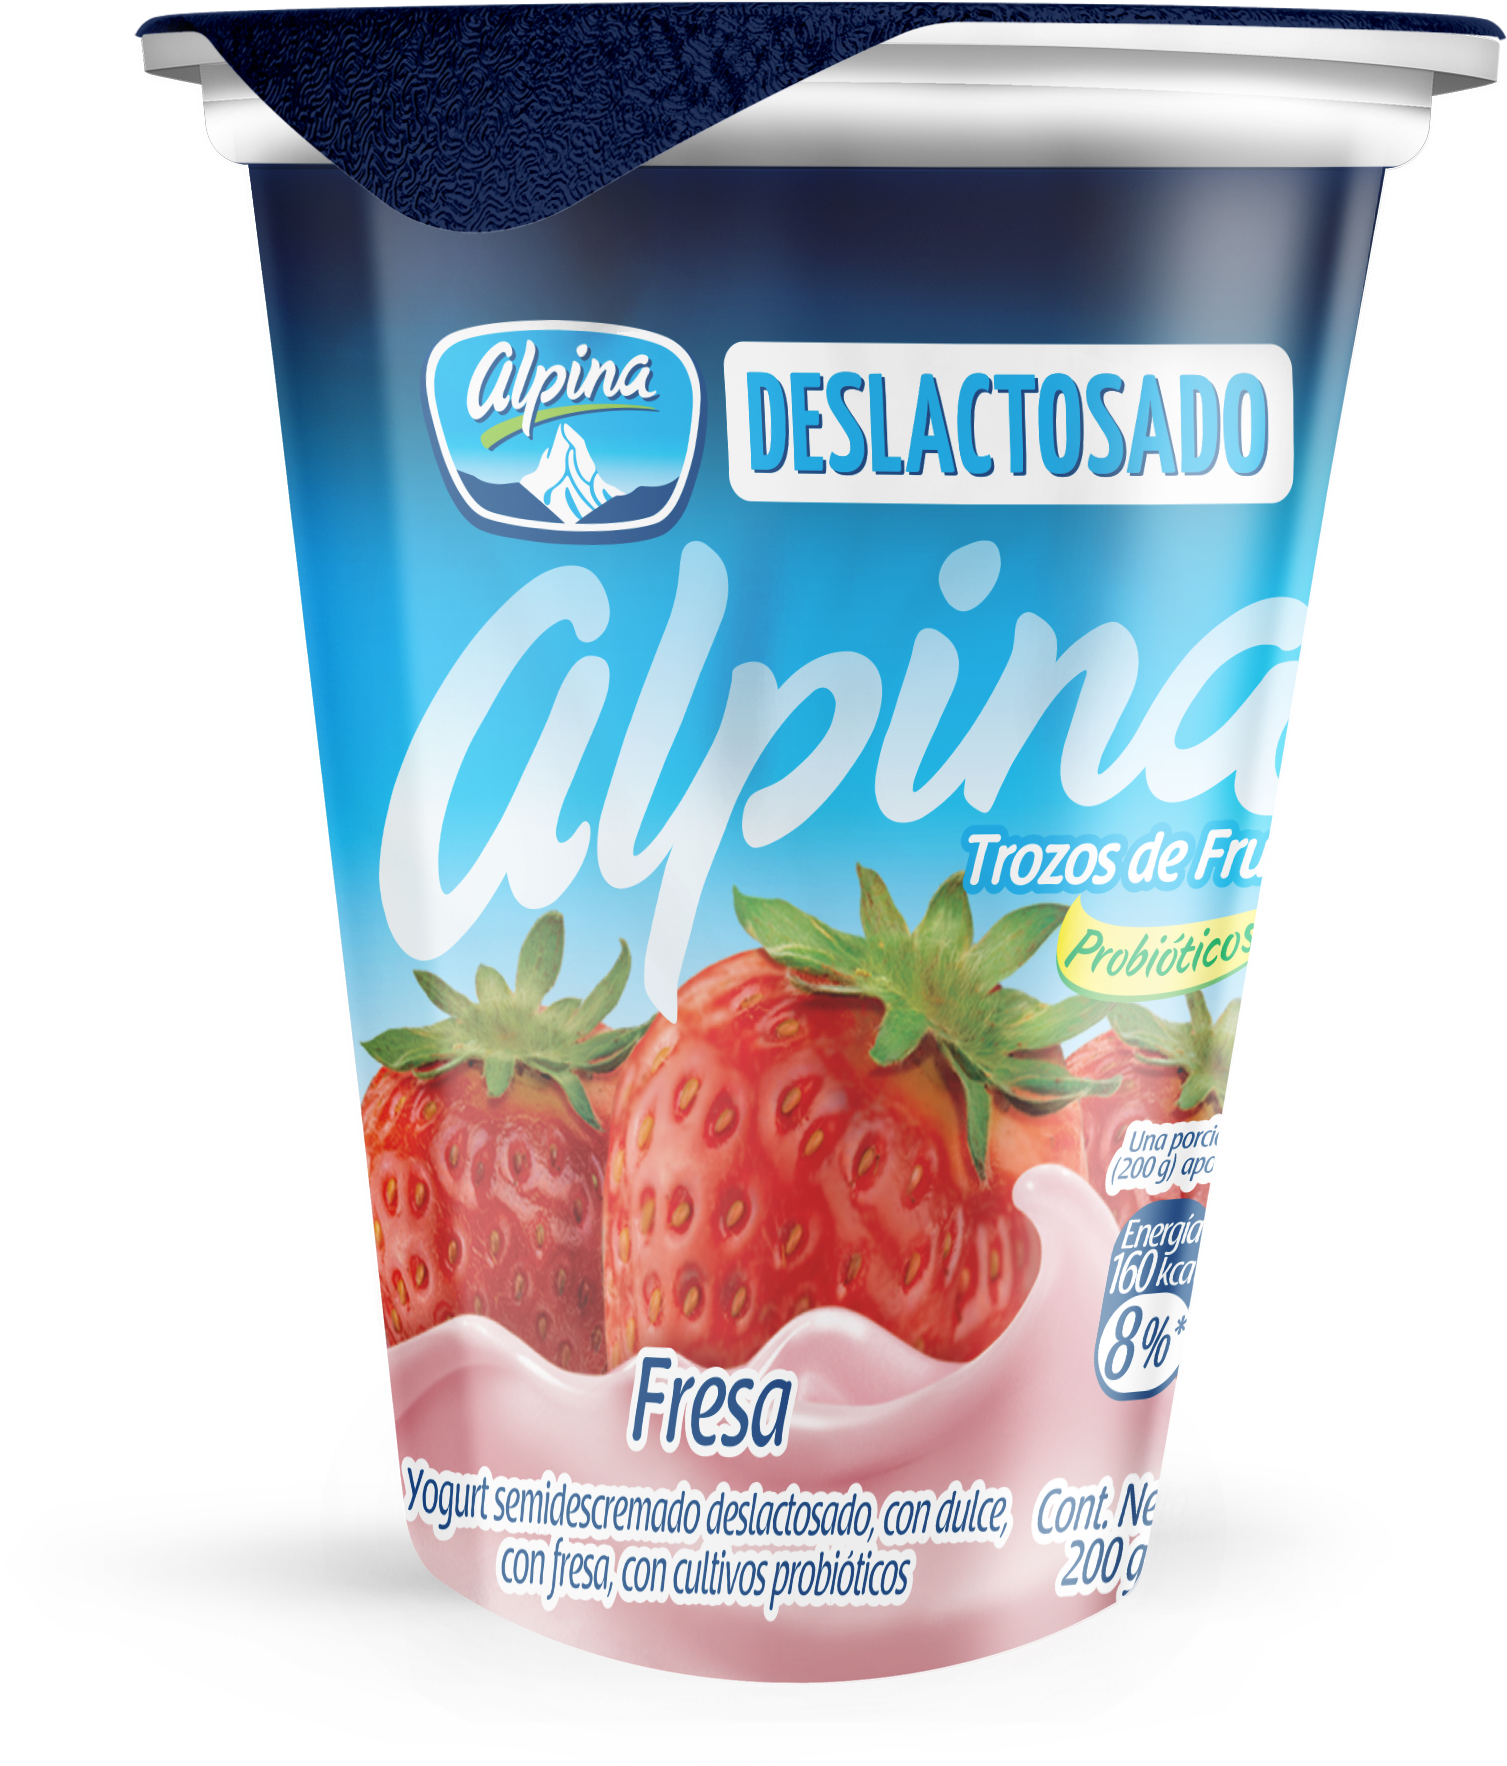 alpina
DESLACTOSADO
alpina
Trozos de Fru
Probióticos
Una porció
(200 g) apo
Energía
160 kca
8%*
Fresa
Yogurt semidescremado deslactosado, con dulce,
con fresa, con cultivos probióticos
Cont. Ne
200 g